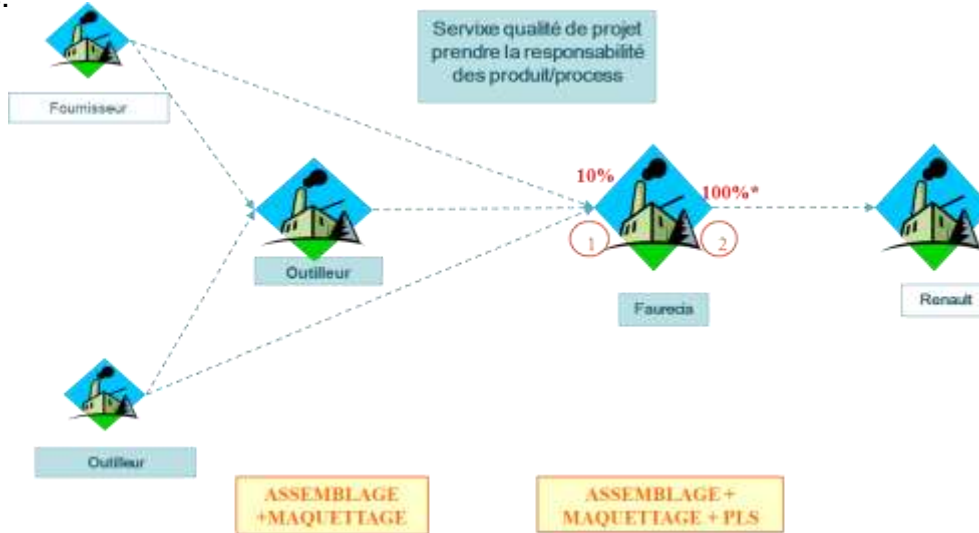 .
Servixe qualité de projet
prendre la responsabilité
des produit/process
Fournisseur
10%
100%*
1
2
Outilleur
Faurecia
Renault
Outilleur
ASSEMBLAGE
+MAQUETTAGE
ASSEMBLAGE +
MAQUETTAGE + PLS